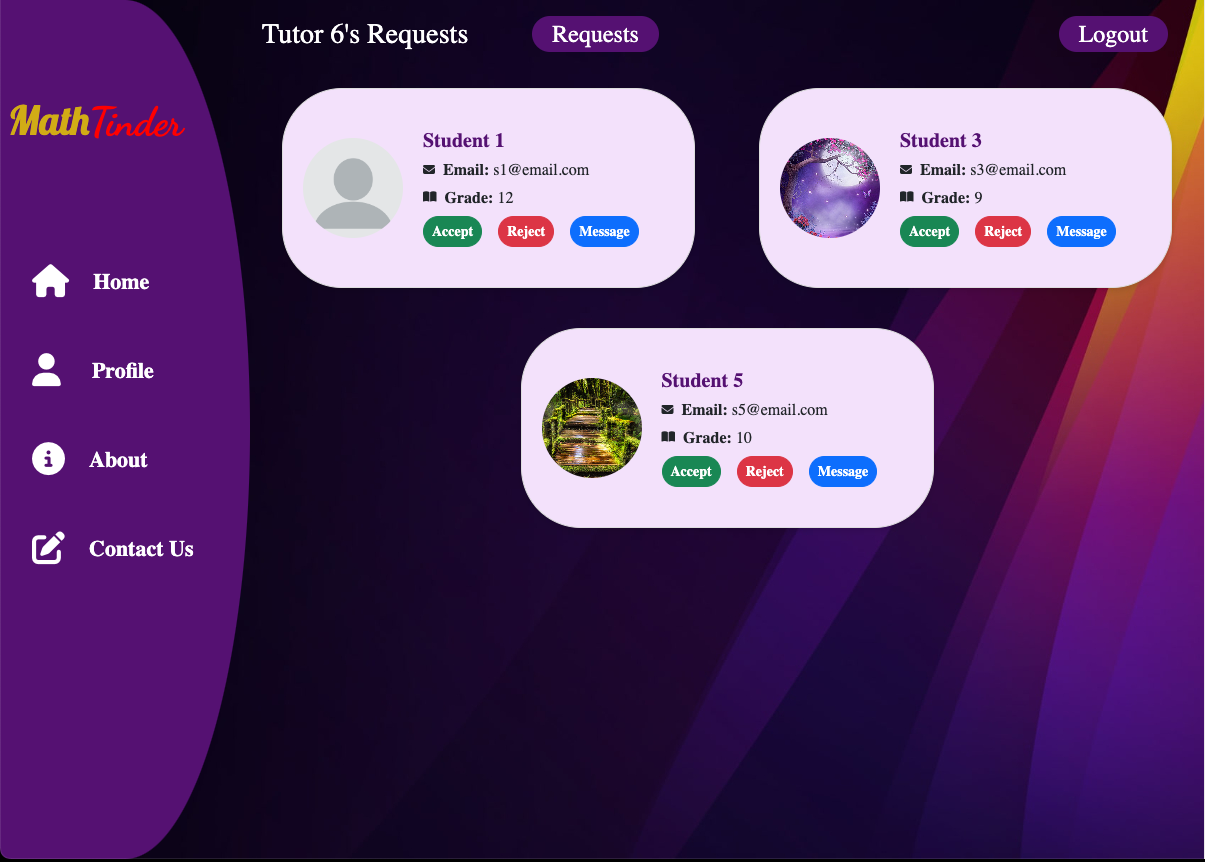 Tutor 6's Requests
Requests
Logout
MathTinder
Home
Profile
About
Contact Us
Student 1
Email: s1@email.com
Grade: 12
Accept Reject Message
Student 3
Email: s3@email.com
Grade: 9
Accept Reject Message
Student 5
Email: s5@email.com
Grade: 10
Accept Reject Message